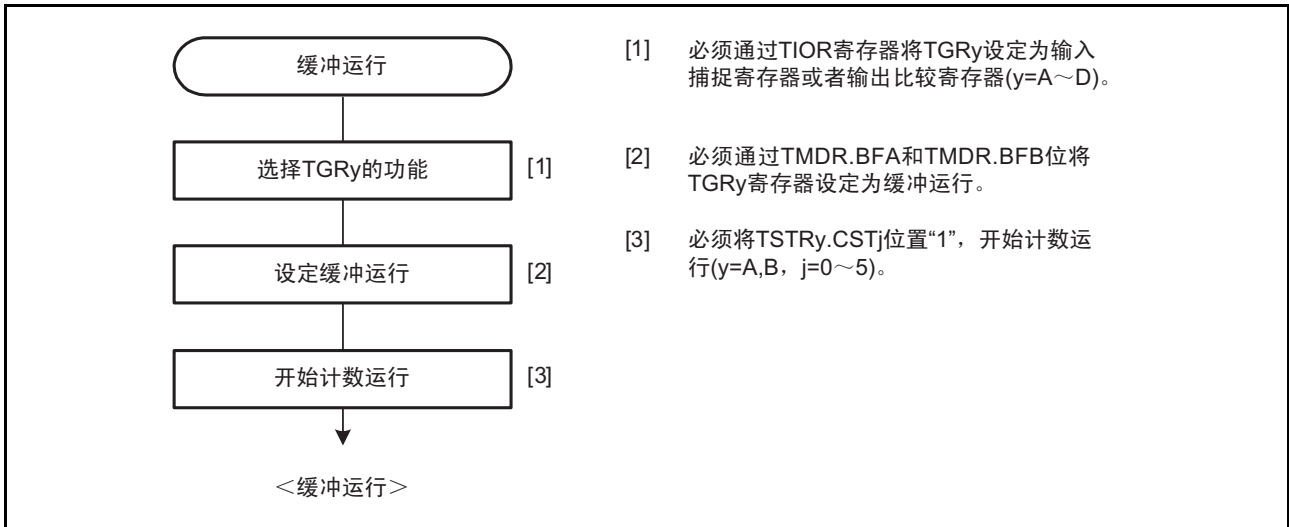 缓冲运行
选择TGRy的功能
[1]
设定缓冲运行
[2]
开始计数运行
[3]
＜缓冲运行＞
[1] 必须通过TIOR寄存器将TGRy设定为输入
捕捉寄存器或者输出比较寄存器(y=A～D)。
[2] 必须通过TMDR.BFA和TMDR.BFB位将
TGRy寄存器设定为缓冲运行。
[3] 必须将TSTRy.CSTj位置“1”，开始计数运
行(y=A,B，j=0～5)。